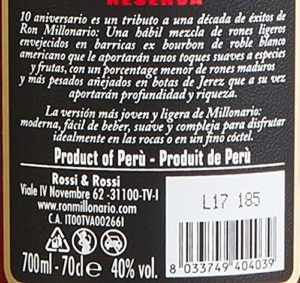 RESERVA
10 aniversario es un tributo a una década de éxitos de
Ron Millonario: Una hábil mezcla de rones ligeros
envejecidos en barricas ex bourbon de roble blanco
americano que le aportarán unos toques suaves a especias
y frutas, con un porcentage menor de rones maduros
y más pesados añejados en botas de Jerez que a su vez
aportarán profundidad y riqueza.
La versión más joven y ligera de Millonario:
moderna, fácil de beber, suave y compleja para disfrutar
idealmente en las rocas o en un finó cóctel.
Product of Perù - Produit de Perù
Rossi & Rossi
Viale IV Novembre 62 -31100-TV-I
www.ronmillonario.com
C.A. IT00TVA00266I
700ml - 70cl e 40% vol.
L17 185
8 033749 404039